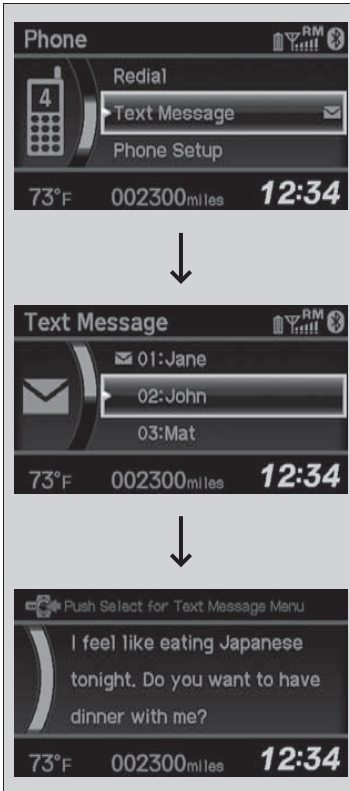 Phone
RM
4
Redial
Text Message
Phone Setup
73°F 002300miles 12:34
Text Message
RM
01:Jane
02:John
03:Mat
73°F 002300miles 12:34
Push Select for Text Message Menu
I feel like eating Japanese
tonight. Do you want to have
dinner with me?
73°F 002300miles 12:34